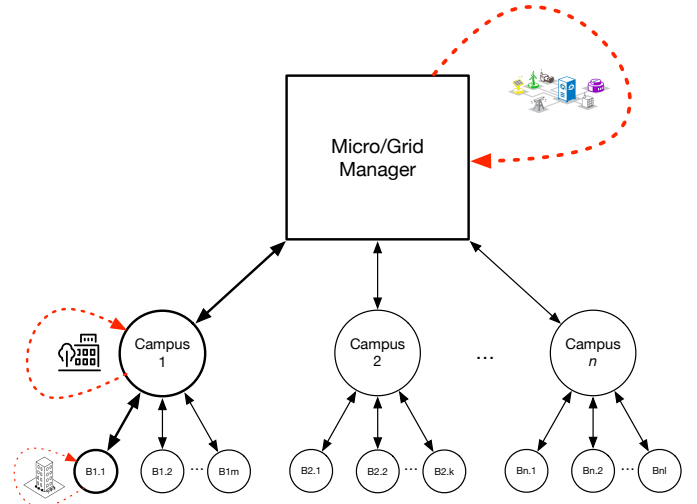 Micro/Grid
Manager
Campus
1
Campus
2
...
Campus
n
B1.1
B1.2
...
B1m
B2.1
B2.2
...
B2.k
Bn.1
Bn.2
...
Bnl